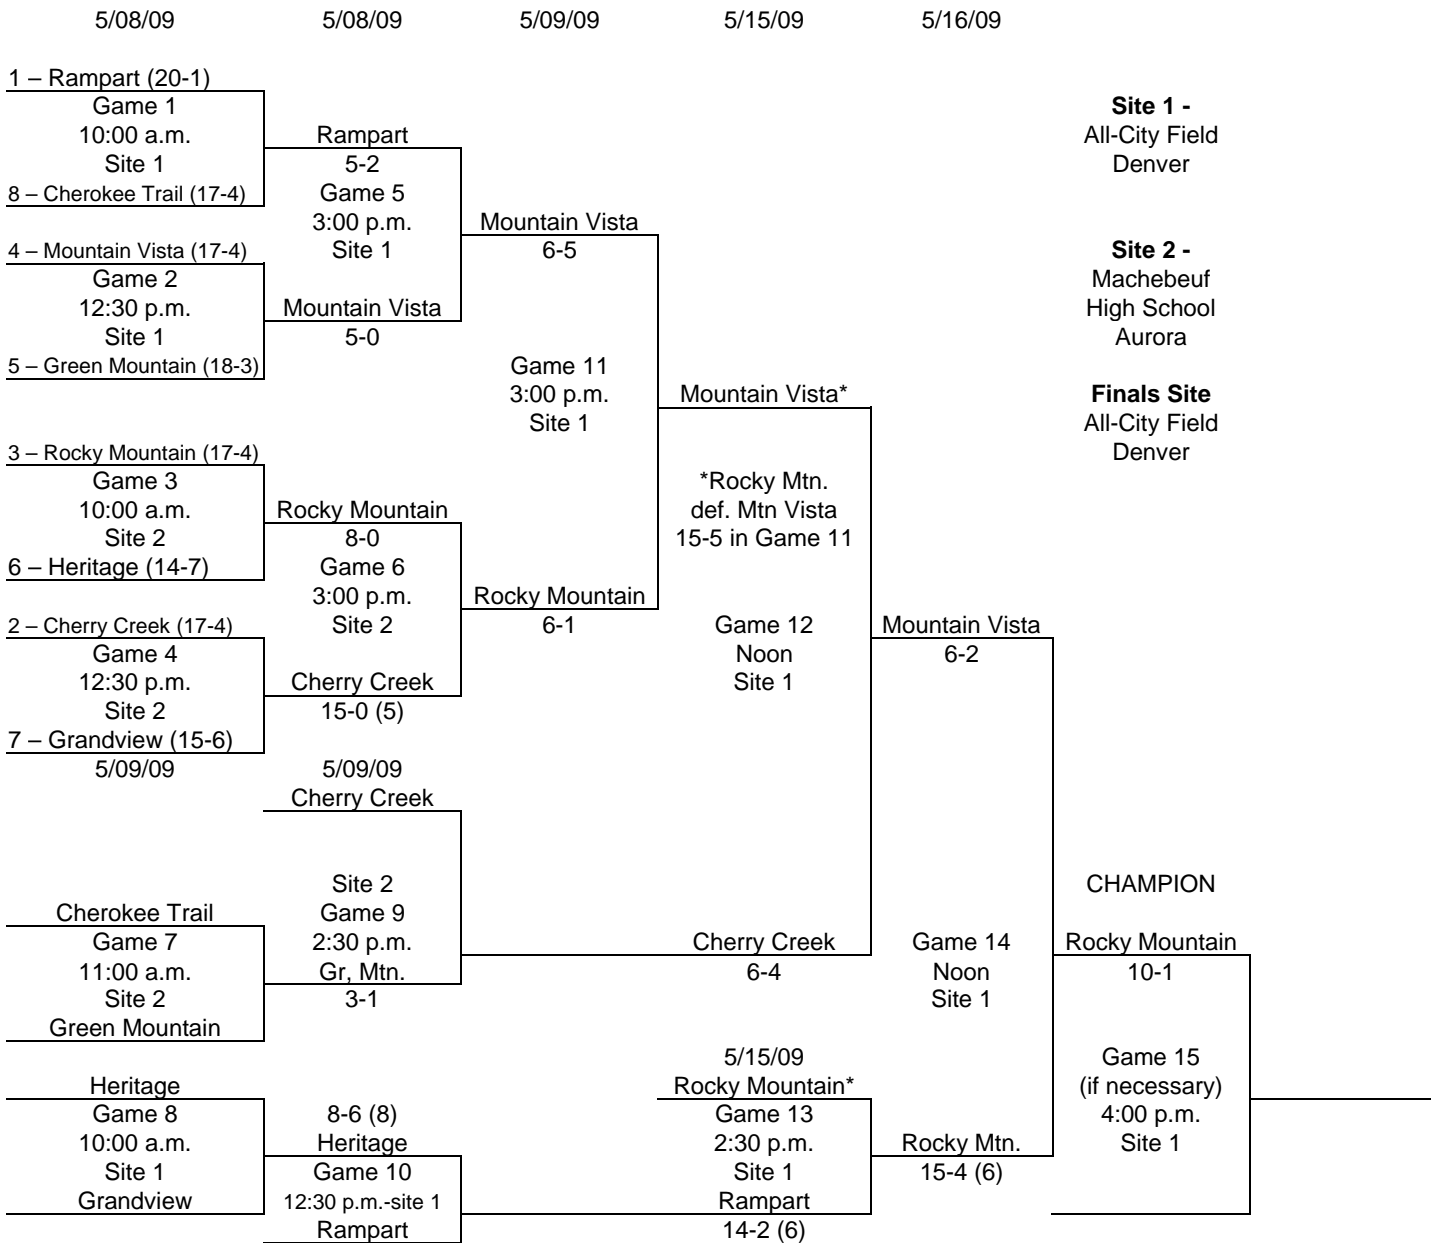 5/08/09 5/08/09 5/09/09 5/15/09 5/16/09
1 – Rampart (20-1)
Game 1
10:00 a.m.
Site 1
8 – Cherokee Trail (17-4)
4 – Mountain Vista (17-4)
Game 2
12:30 p.m.
Site 1
5 – Green Mountain (18-3)
3 – Rocky Mountain (17-4)
Game 3
10:00 a.m.
Site 2
6 – Heritage (14-7)
2 – Cherry Creek (17-4)
Game 4
12:30 p.m.
Site 2
7 – Grandview (15-6)
5/09/09
Cherokee Trail
Game 7
11:00 a.m.
Site 2
Green Mountain
Heritage
Game 8
10:00 a.m.
Site 1
Grandview
Rampart
5-2
Game 5
3:00 p.m.
Site 1
Mountain Vista
5-0
Rocky Mountain
8-0
Game 6
3:00 p.m.
Site 2
Cherry Creek
15-0 (5)
5/09/09
Cherry Creek
Site 2
Game 9
2:30 p.m.
Gr, Mtn.
3-1
8-6 (8)
Heritage
Game 10
12:30 p.m.-site 1
Rampart
Mountain Vista
6-5
Game 11
3:00 p.m.
Site 1
Rocky Mountain
6-1
Mountain Vista*
*Rocky Mtn.
def. Mtn Vista
15-5 in Game 11
Game 12
Noon
Site 1
Cherry Creek
6-4
5/15/09
Rocky Mountain*
Game 13
2:30 p.m.
Site 1
Rampart
14-2 (6)
Mountain Vista
6-2
Game 14
Noon
Site 1
Rocky Mtn.
15-4 (6)
Site 1 -
All-City Field
Denver
Site 2 -
Machebeuf
High School
Aurora
Finals Site
All-City Field
Denver
CHAMPION
Rocky Mountain
10-1
Game 15
(if necessary)
4:00 p.m.
Site 1